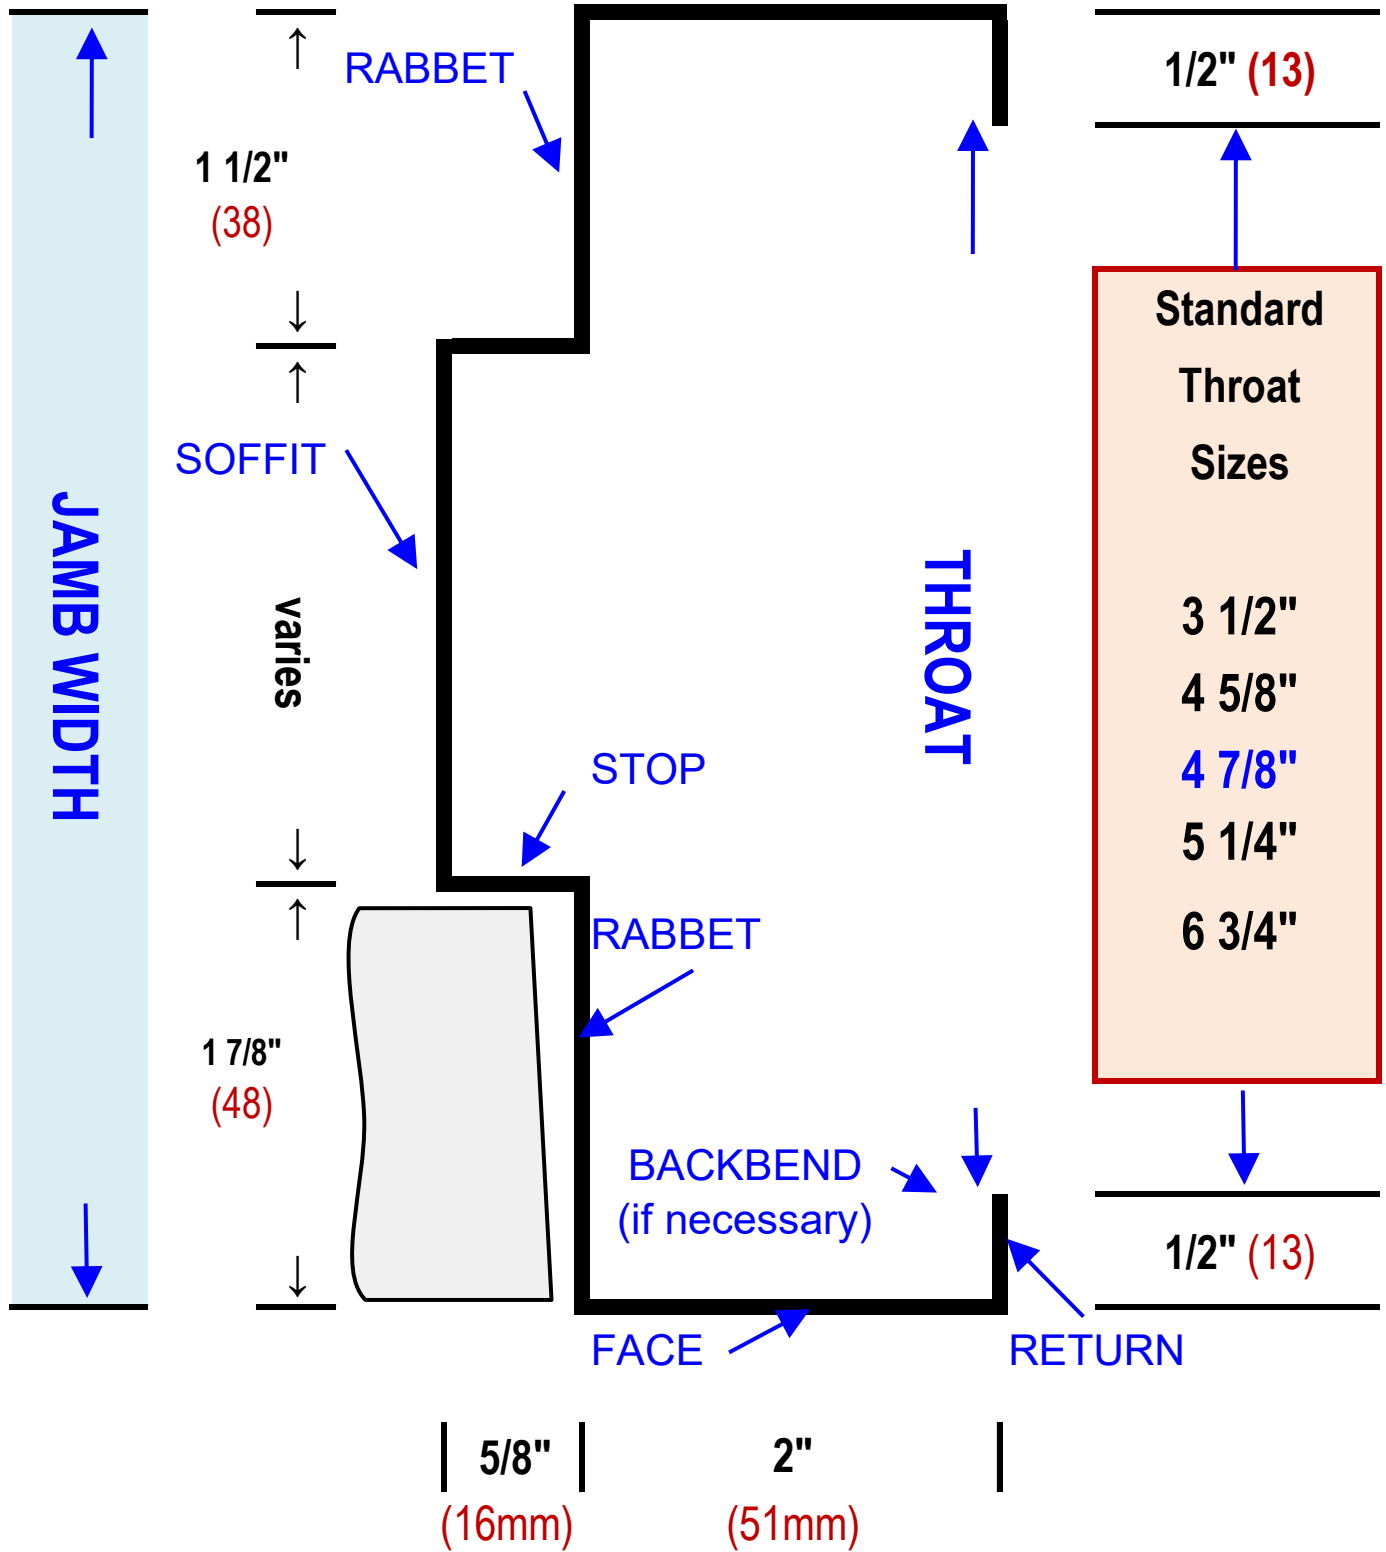 RABBET
1/2" (13)
1 1/2"
(38)
Standard
Throat
Sizes
SOFFIT
JAMB WIDTH
varies
THROAT
3 1/2"
4 5/8"
4 7/8"
5 1/4"
6 3/4"
STOP
RABBET
1 7/8"
(48)
BACKBEND
(if necessary)
1/2" (13)
FACE
RETURN
5/8"
2"
(16mm)
(51mm)